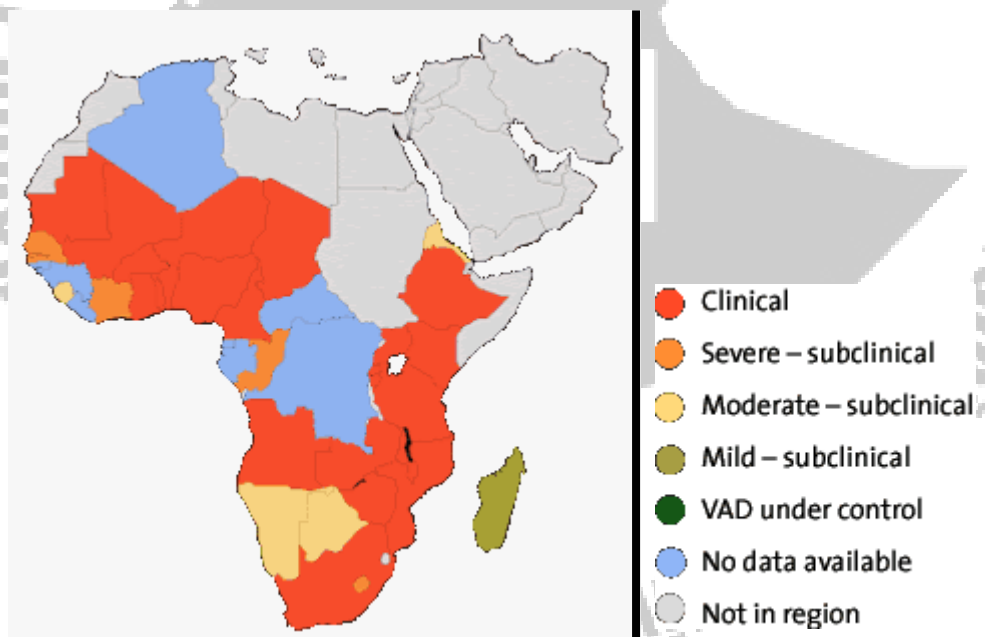 Clinical
Severe – subclinical
Moderate – subclinical
Mild – subclinical
VAD under control
No data available
Not in region